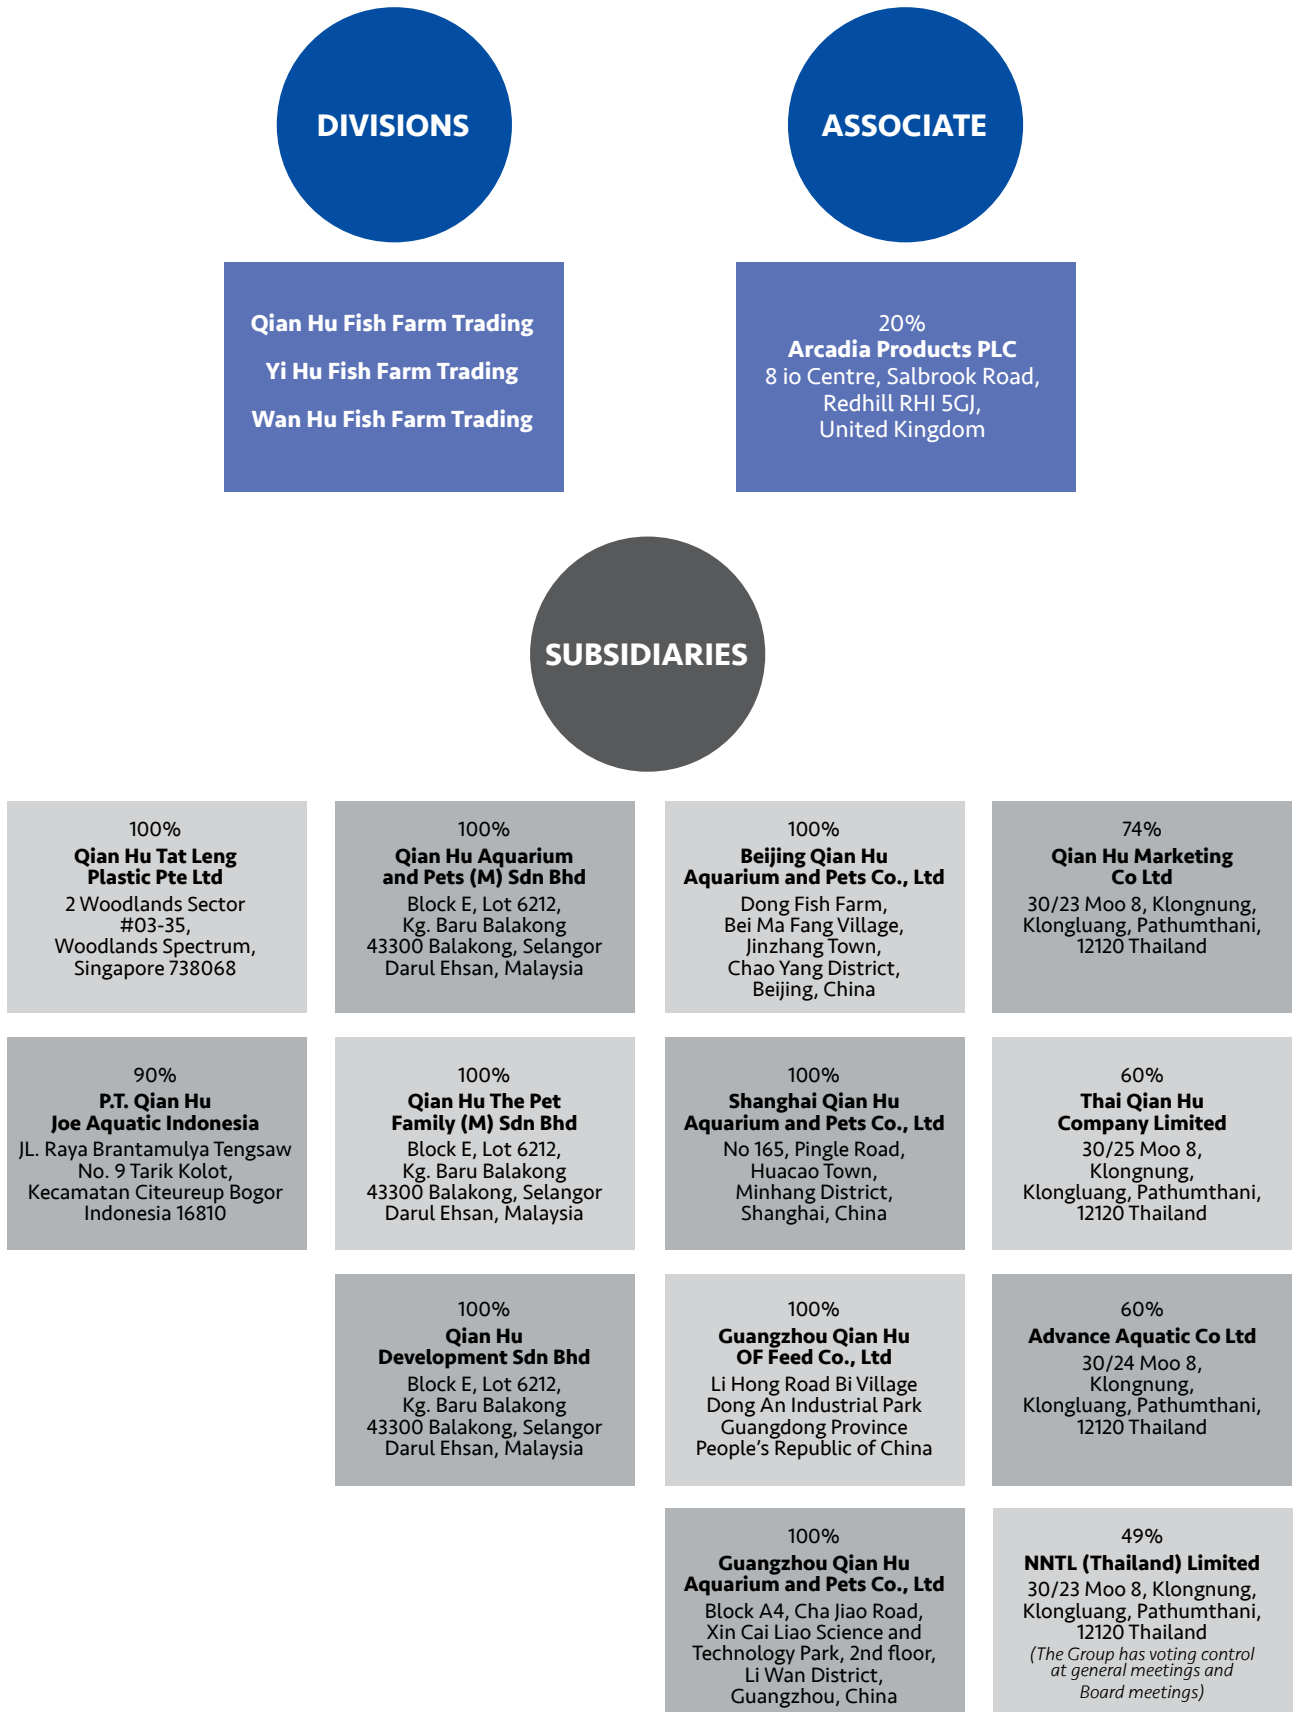 DIVISIONS
Qian Hu Fish Farm Trading
Yi Hu Fish Farm Trading
Wan Hu Fish Farm Trading
ASSOCIATE
20%
Arcadia Products PLC
8 io Centre, Salbrook Road,
Redhill RHI 5GJ,
United Kingdom
SUBSIDIARIES
100%
Qian Hu Tat Leng
Plastic Pte Ltd
2 Woodlands Sector
#03-35,
Woodlands Spectrum,
Singapore 738068
100%
Qian Hu Aquarium
and Pets (M) Sdn Bhd
Block E, Lot 6212,
Kg. Baru Balakong
43300 Balakong, Selangor
Darul Ehsan, Malaysia
100%
Beijing Qian Hu
Aquarium and Pets Co., Ltd
Dong Fish Farm,
Bei Ma Fang Village,
Jinzhang Town,
Chao Yang District,
Beijing, China
74%
Qian Hu Marketing
Co Ltd
30/23 Moo 8, Klongnung,
Klongluang, Pathumthani,
12120 Thailand
90%
P.T. Qian Hu
Joe Aquatic Indonesia
JL. Raya Brantamulya Tengsaw
No. 9 Tarik Kolot,
Kecamatan Citeureup Bogor
Indonesia 16810
100%
Qian Hu The Pet
Family (M) Sdn Bhd
Block E, Lot 6212,
Kg. Baru Balakong
43300 Balakong, Selangor
Darul Ehsan, Malaysia
100%
Shanghai Qian Hu
Aquarium and Pets Co., Ltd
No 165, Pingle Road,
Huacao Town,
Minhang District,
Shanghai, China
60%
Thai Qian Hu
Company Limited
30/25 Moo 8,
Klongnung,
Klongluang, Pathumthani,
12120 Thailand
100%
Qian Hu
Development Sdn Bhd
Block E, Lot 6212,
Kg. Baru Balakong
43300 Balakong, Selangor
Darul Ehsan, Malaysia
100%
Guangzhou Qian Hu
OF Feed Co., Ltd
Li Hong Road Bi Village
Dong An Industrial Park
Guangdong Province
People's Republic of China
60%
Advance Aquatic Co Ltd
30/24 Moo 8,
Klongnung,
Klongluang, Pathumthani,
12120 Thailand
100%
Guangzhou Qian Hu
Aquarium and Pets Co., Ltd
Block A4, Cha Jiao Road,
Xin Cai Liao Science and
Technology Park, 2nd floor,
Li Wan District,
Guangzhou, China
49%
NNTL (Thailand) Limited
30/23 Moo 8, Klongnung,
Klongluang, Pathumthani,
12120 Thailand
(The Group has voting control
at general meetings and
Board meetings)